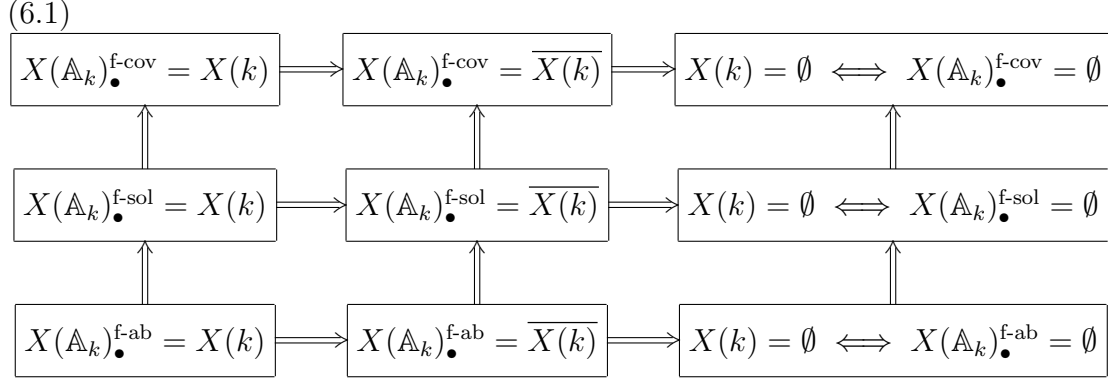 (6.1)
X(𝔸_k)_•^{f-cov} = X(k) ⟹ X(𝔸_k)_•^{f-cov} = \overline{X(k)} ⟹ X(k) = ∅ ⟺ X(𝔸_k)_•^{f-cov} = ∅
X(𝔸_k)_•^{f-sol} = X(k) ⟹ X(𝔸_k)_•^{f-sol} = \overline{X(k)} ⟹ X(k) = ∅ ⟺ X(𝔸_k)_•^{f-sol} = ∅
X(𝔸_k)_•^{f-ab} = X(k) ⟹ X(𝔸_k)_•^{f-ab} = \overline{X(k)} ⟹ X(k) = ∅ ⟺ X(𝔸_k)_•^{f-ab} = ∅